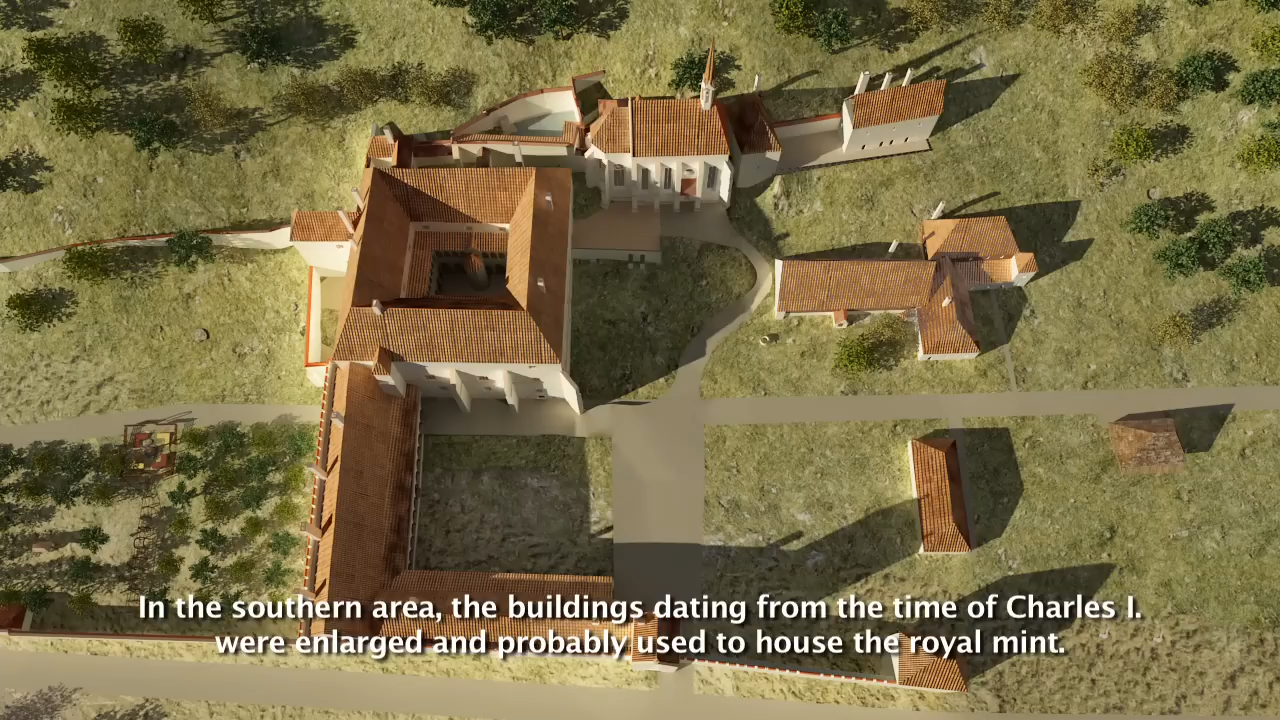 In the southern area, the buildings dating from the time of Charles I.
were enlarged and probably used to house the royal mint.